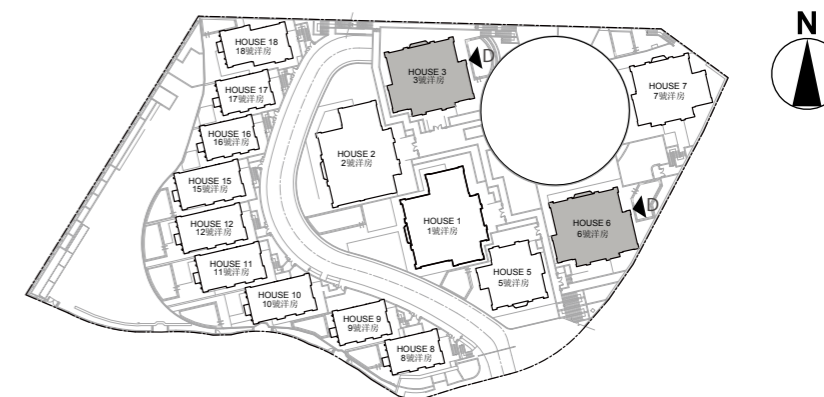 N
HOUSE 18
18號洋房
HOUSE 3
3號洋房
D
HOUSE 7
7號洋房
HOUSE 17
17號洋房
HOUSE 16
16號洋房
HOUSE 2
2號洋房
HOUSE 15
15號洋房
HOUSE 12
12號洋房
HOUSE 1
1號洋房
HOUSE 6
6號洋房
D
HOUSE 11
11號洋房
HOUSE 5
5號洋房
HOUSE 10
10號洋房
HOUSE 9
9號洋房
HOUSE 8
8號洋房